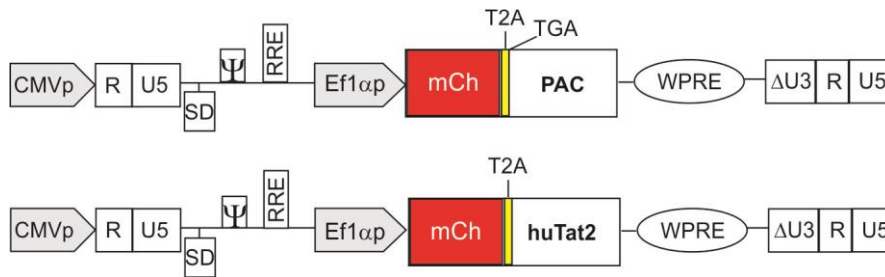 T2A
TGA
CMVp R U5 SD Ψ RRE Ef1αp mCh PAC WPRE ΔU3 R U5
T2A
CMVp R U5 SD Ψ RRE Ef1αp mCh huTat2 WPRE ΔU3 R U5